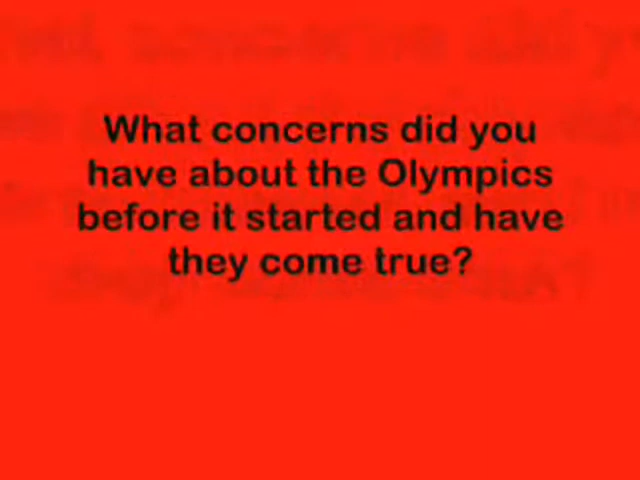 What concerns did you
have about the Olympics
before it started and have
they come true?